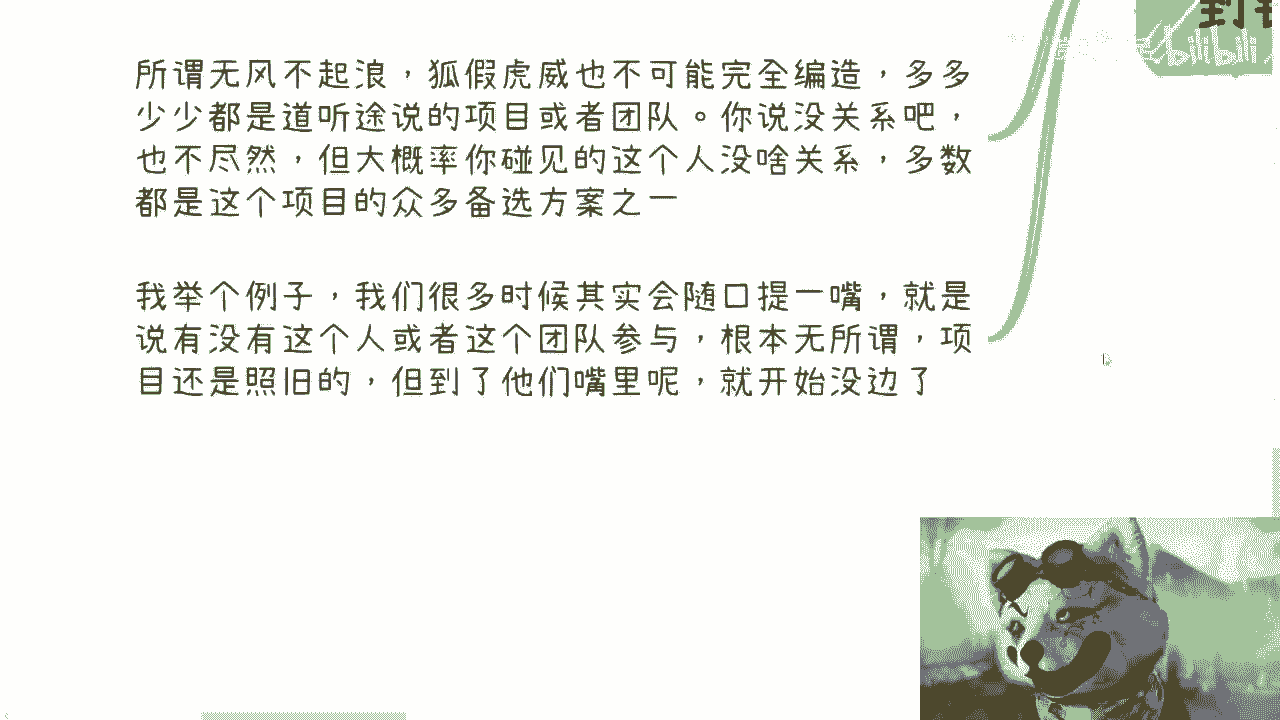 到
bilibili
所谓无风不起浪，狐假虎威也不可能完全编造，多多
少少都是道听途说的项目或者团队。你说没关系吧，
也不尽然，但大概率你碰见的这个人没啥关系，多数
都是这个项目的众多备选方案之一
我举个例子，我们很多时候其实会随口提一嘴，就是
说有没有这个人或者这个团队参与，根本无所谓，项
目还是照旧的，但到了他们嘴里呢，就开始没边了